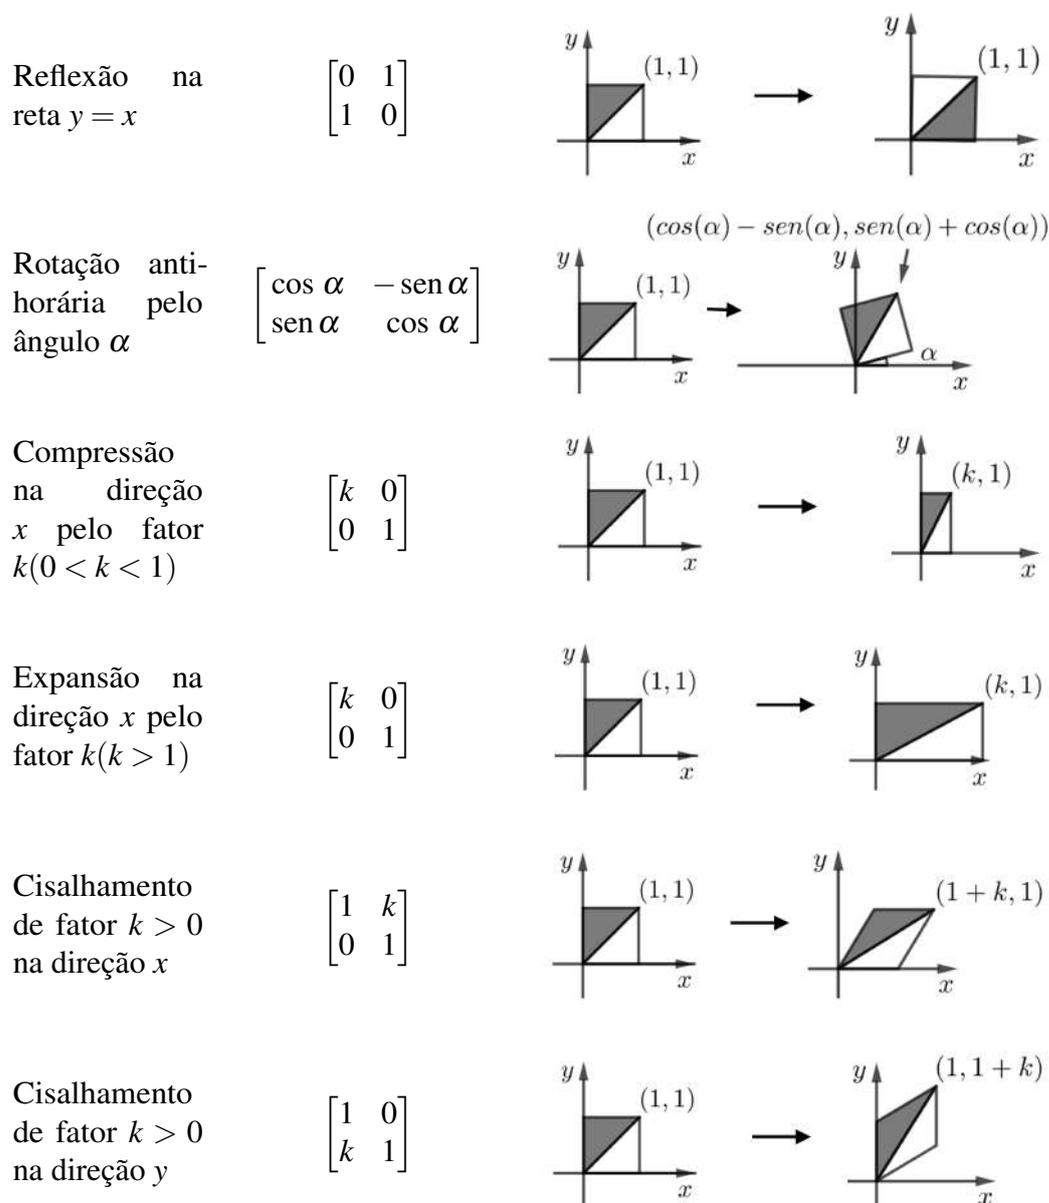 Reflexão na
reta y = x
[0 1]
[1 0]
y
(1,1)
x
y
(1,1)
x
Rotação anti-
horária pelo
ângulo α
[cos α −sen α]
[sen α cos α]
y
(1,1)
x
(cos(α) − sen(α), sen(α) + cos(α))
y
α
x
Compressão
na direção
x pelo fator
k(0 < k < 1)
[k 0]
[0 1]
y
(1,1)
x
y
(k,1)
x
Expansão na
direção x pelo
fator k(k > 1)
[k 0]
[0 1]
y
(1,1)
x
y
(k,1)
x
Cisalhamento
de fator k > 0
na direção x
[1 k]
[0 1]
y
(1,1)
x
y
(1 + k, 1)
x
Cisalhamento
de fator k > 0
na direção y
[1 0]
[k 1]
y
(1,1)
x
y
(1, 1 + k)
x